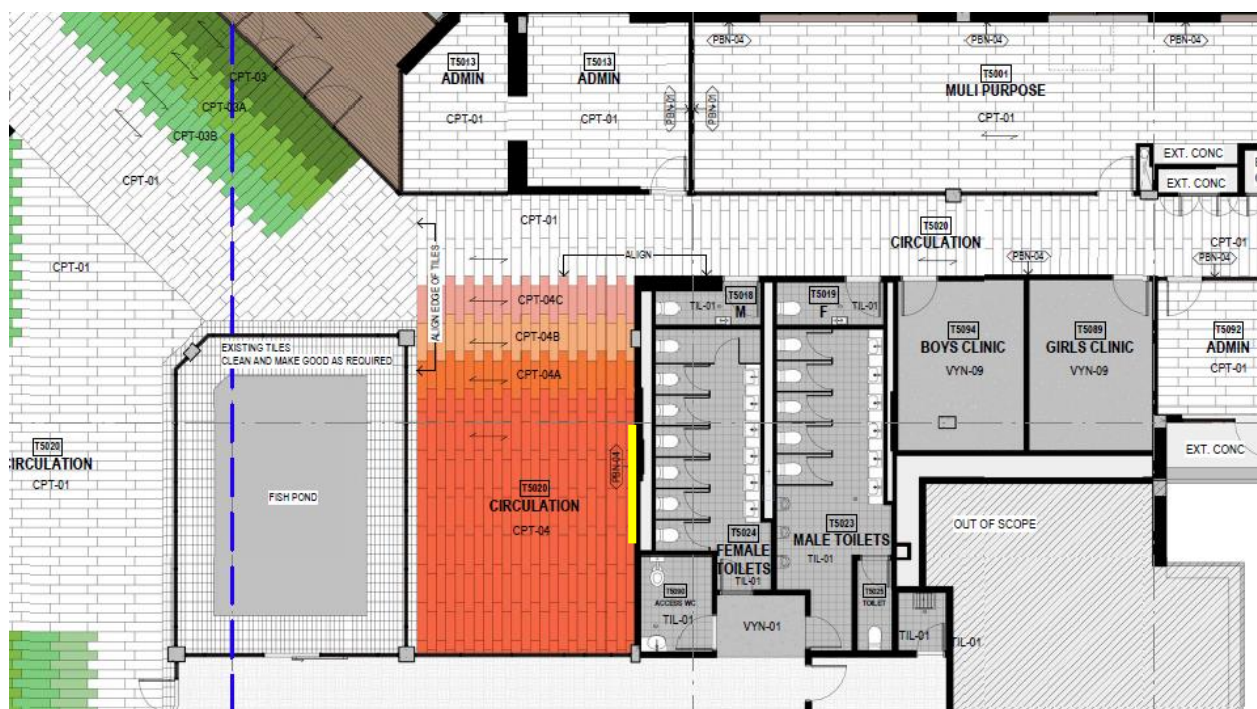 T5013
ADMIN
CPT-01
T5013
ADMIN
CPT-01
PBN-01
PBN-01
PBN-04
PBN-04
PBN-04
T5001
MULI PURPOSE
CPT-01
EXT. CONC
EXT. CONC
CPT-03
CPT-03A
CPT-03B
CPT-01
CPT-01
CPT-01
T5020
CIRCULATION
PBN-04
CPT-01
PBN-04
ALIGN
ALIGN EDGE OF TILES
CPT-04C
CPT-04B
CPT-04A
T5018
M
TIL-01
T5019
F
TIL-01
T5094
BOYS CLINIC
VYN-09
T5089
GIRLS CLINIC
VYN-09
T5092
ADMIN
CPT-01
EXISTING TILES
CLEAN AND MAKE GOOD AS REQUIRED
T5020
CIRCULATION
CPT-01
FISH POND
PBN-04
T5020
CIRCULATION
CPT-04
EXT. CONC
OUT OF SCOPE
T5024
FEMALE
TOILETS
TIL-01
T5023
MALE TOILETS
TIL-01
T5090
ACCESS WC
TIL-01
VYN-01
T5025
TOILET
TIL-01
TIL-01